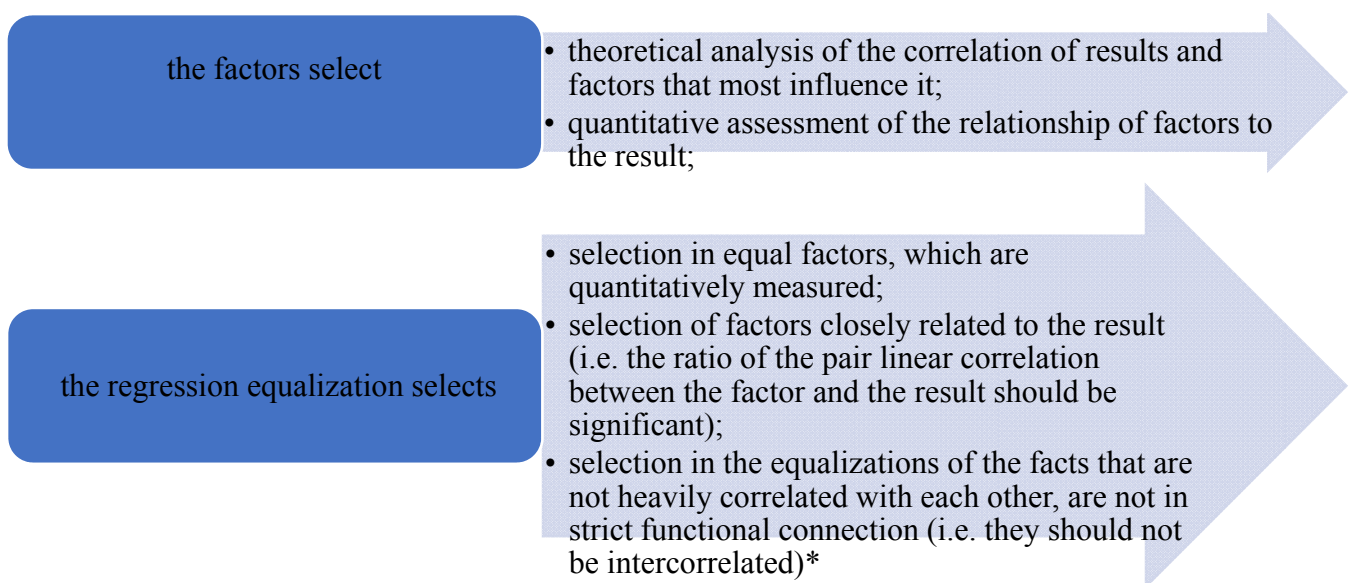 the factors select
• theoretical analysis of the correlation of results and
factors that most influence it;
• quantitative assessment of the relationship of factors to
the result;
the regression equalization selects
• selection in equal factors, which are
quantitatively measured;
• selection of factors closely related to the result
(i.e. the ratio of the pair linear correlation
between the factor and the result should be
significant);
• selection in the equalizations of the facts that are
not heavily correlated with each other, are not in
strict functional connection (i.e. they should not
be intercorrelated)*